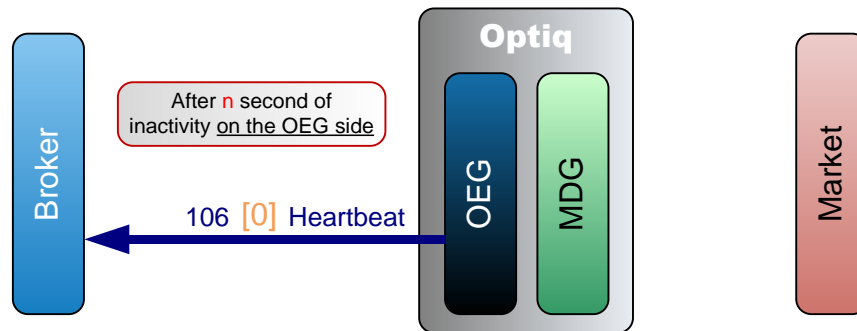 Optiq
After n second of
inactivity on the OEG side
Broker
106 [0] Heartbeat
OEG
MDG
Market